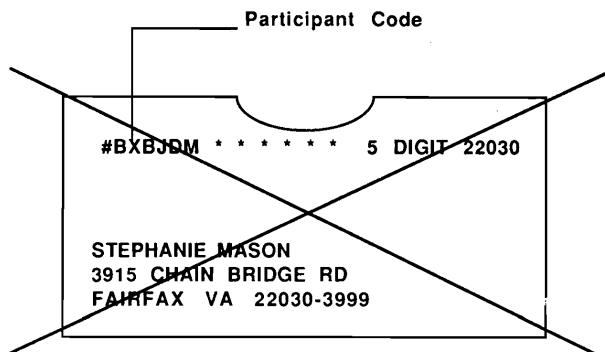 Participant Code
#BXBJDM * * * * * * 5 DIGIT 22030
STEPHANIE MASON
3915 CHAIN BRIDGE RD
FAIRFAX VA 22030-3999